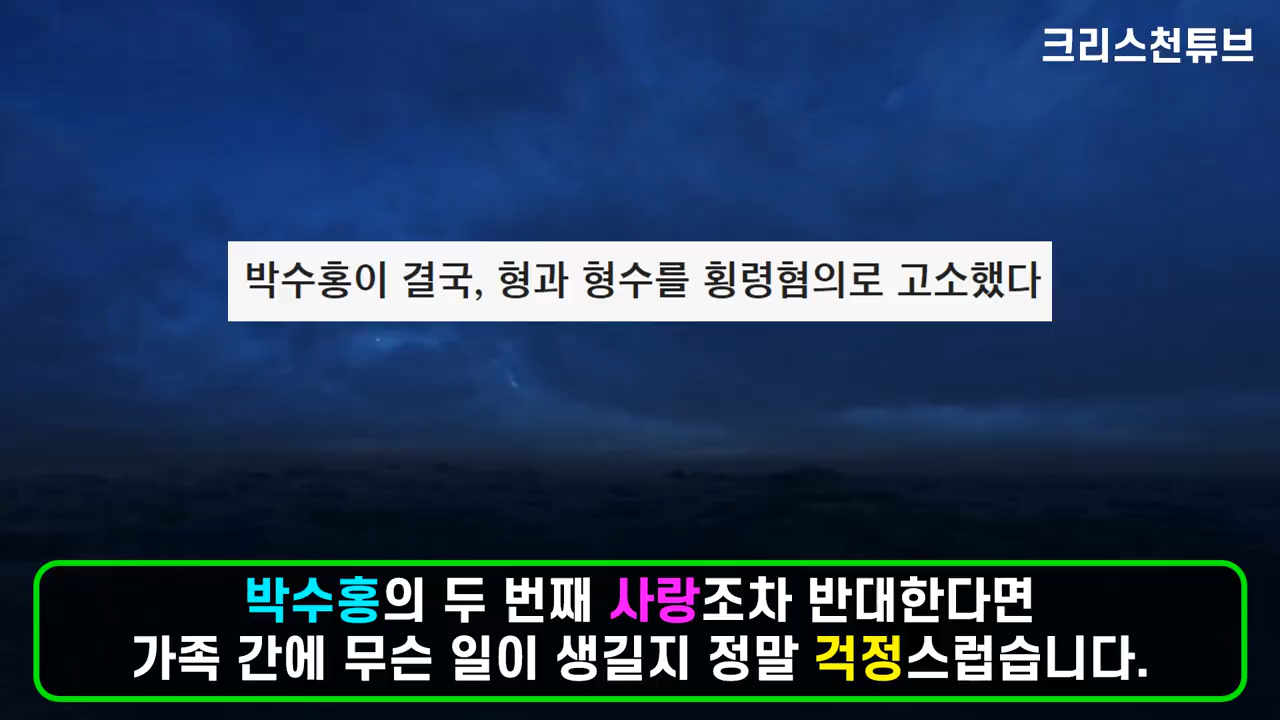 크리스천튜브
박수홍이 결국, 형과 형수를 횡령혐의로 고소했다
박수홍의 두 번째 사랑조차 반대한다면
가족 간에 무슨 일이 생길지 정말 걱정스럽습니다.